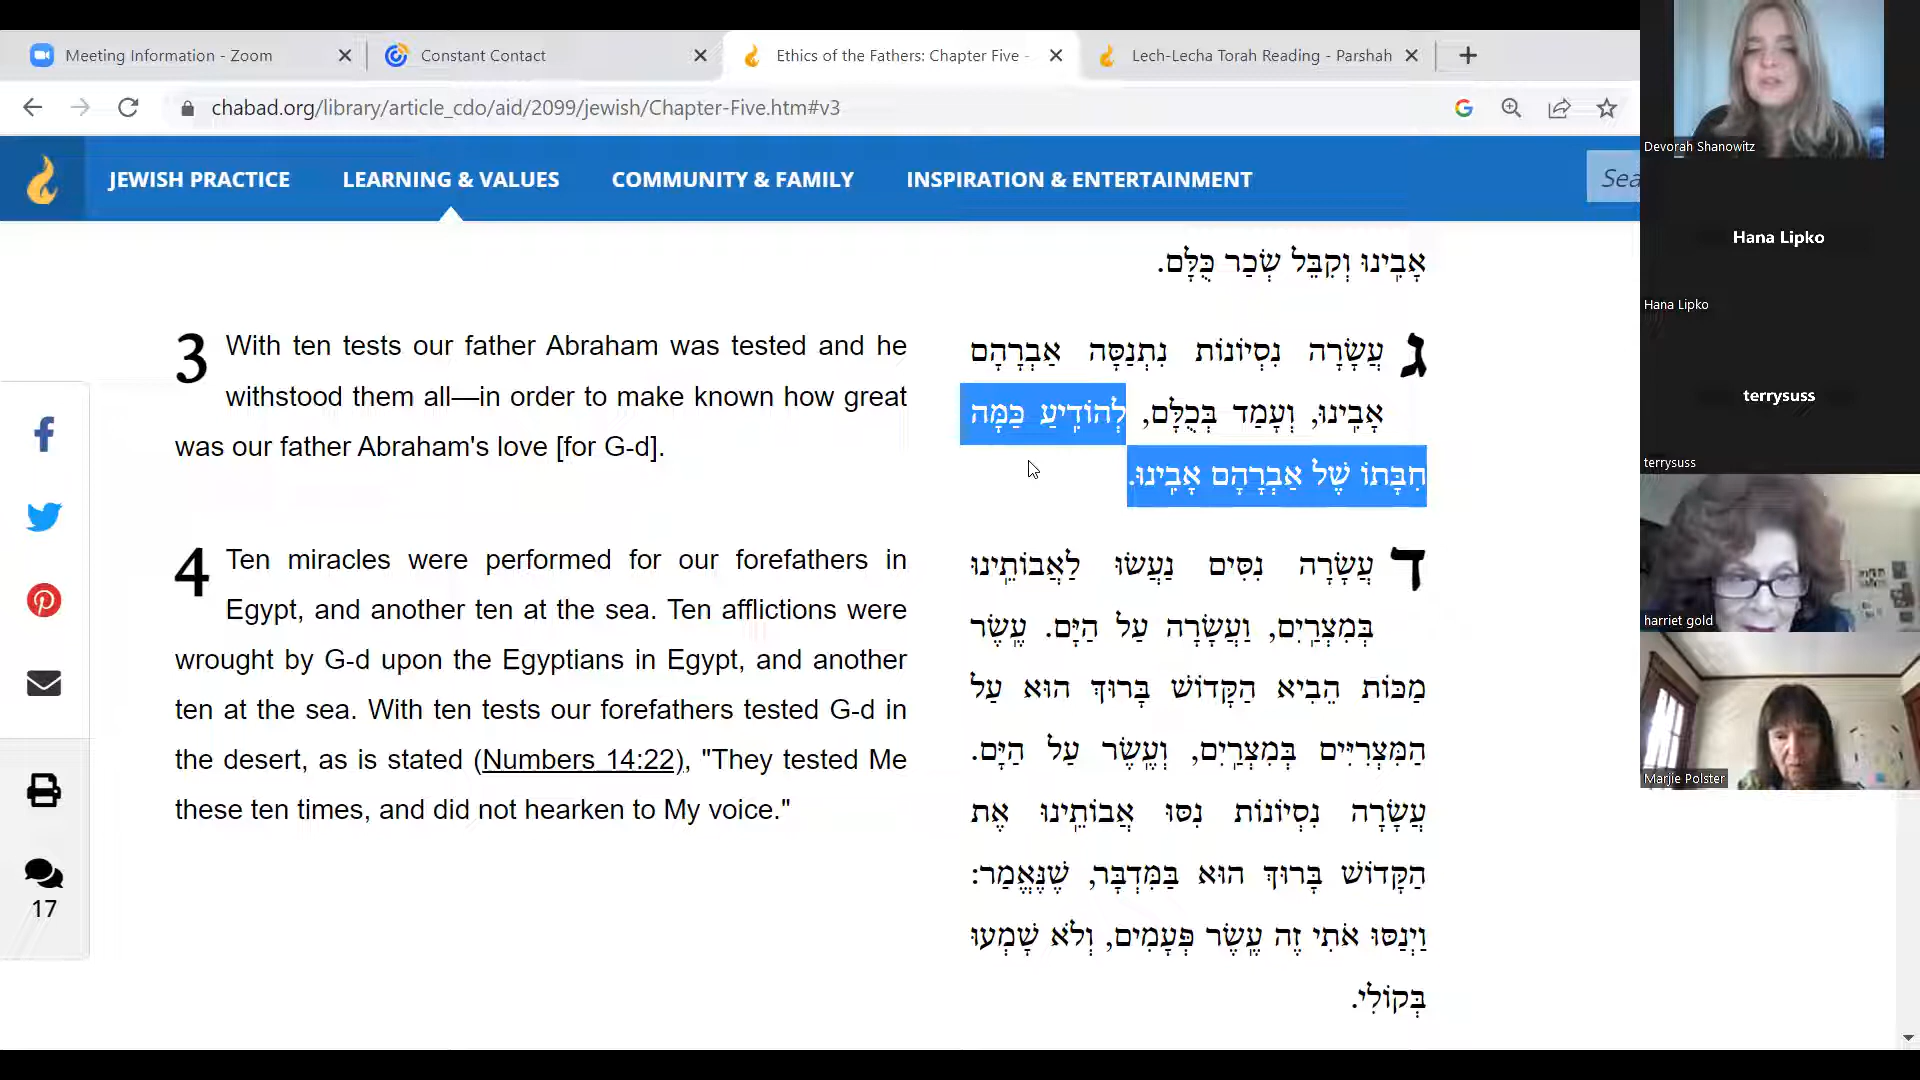 Meeting Information - Zoom
Constant Contact
Ethics of the Fathers: Chapter Five -
Lech-Lecha Torah Reading - Parshah
chabad.org/library/article_cdo/aid/2099/jewish/Chapter-Five.htm#v3
JEWISH PRACTICE
LEARNING & VALUES
COMMUNITY & FAMILY
INSPIRATION & ENTERTAINMENT
Sea
אָבִינוּ וְקִבֵּל שְׂכַר כֻּלָּם.
3 With ten tests our father Abraham was tested and he
withstood them all—in order to make known how great
was our father Abraham's love [for G-d].
ג עֲשָׂרָה נִסְיוֹנוֹת נִתְנַסָּה אַבְרָהָם
אָבִינוּ, וְעָמַד בְּכֻלָּם, לְהוֹדִיעַ כַּמָּה
חִבָּתוֹ שֶׁל אַבְרָהָם אָבִינוּ.
4 Ten miracles were performed for our forefathers in
Egypt, and another ten at the sea. Ten afflictions were
wrought by G-d upon the Egyptians in Egypt, and another
ten at the sea. With ten tests our forefathers tested G-d in
the desert, as is stated (Numbers 14:22), "They tested Me
these ten times, and did not hearken to My voice."
ד עֲשָׂרָה נִסִּים נַעֲשׂוּ לַאֲבוֹתֵינוּ
בְּמִצְרַיִם, וַעֲשָׂרָה עַל הַיָּם. עֶשֶׂר
מַכּוֹת הֵבִיא הַקָּדוֹשׁ בָּרוּךְ הוּא עַל
הַמִּצְרִיִּים בְּמִצְרַיִם, וְעֶשֶׂר עַל הַיָּם.
עֲשָׂרָה נִסְיוֹנוֹת נִסּוּ אֲבוֹתֵינוּ אֶת
הַקָּדוֹשׁ בָּרוּךְ הוּא בַּמִּדְבָּר, שֶׁנֶּאֱמַר:
וַיְנַסּוּ אֹתִי זֶה עֶשֶׂר פְּעָמִים, וְלֹא שָׁמְעוּ
בְּקוֹלִי.
17
Devorah Shanowitz
Hana Lipko
Hana Lipko
terrysuss
terrysuss
harriet gold
Marjie Polster